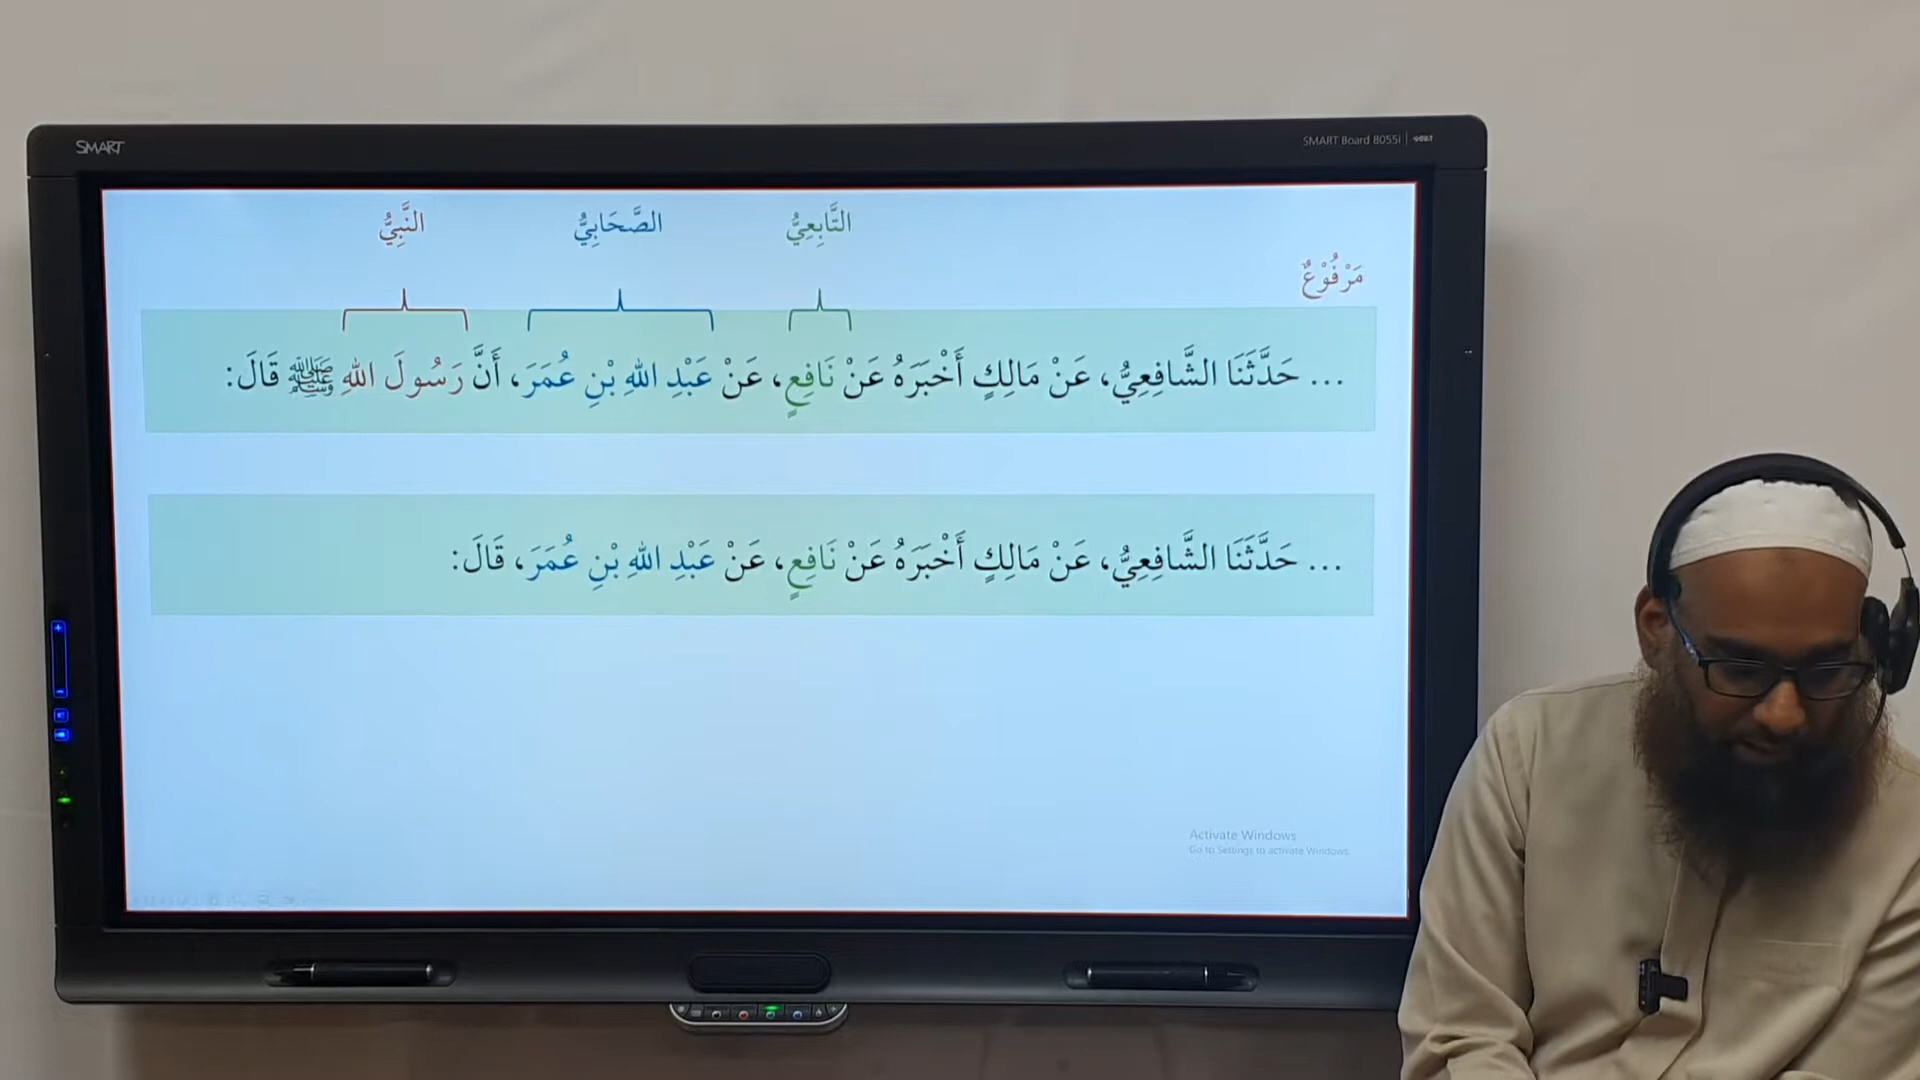 SMART
SMART Board 8055i
التَّابِعِيُّ الصَّحَابِيُّ النَّبِيُّ
مَرْفُوْعٌ
... حَدَّثَنَا الشَّافِعِيُّ، عَنْ مَالِكٍ أَخْبَرَهُ عَنْ نَافِعٍ، عَنْ عَبْدِ اللهِ بْنِ عُمَرَ، أَنَّ رَسُولَ اللهِ ﷺ قَالَ:
... حَدَّثَنَا الشَّافِعِيُّ، عَنْ مَالِكٍ أَخْبَرَهُ عَنْ نَافِعٍ، عَنْ عَبْدِ اللهِ بْنِ عُمَرَ، قَالَ:
Activate Windows
Go to Settings to activate Windows.